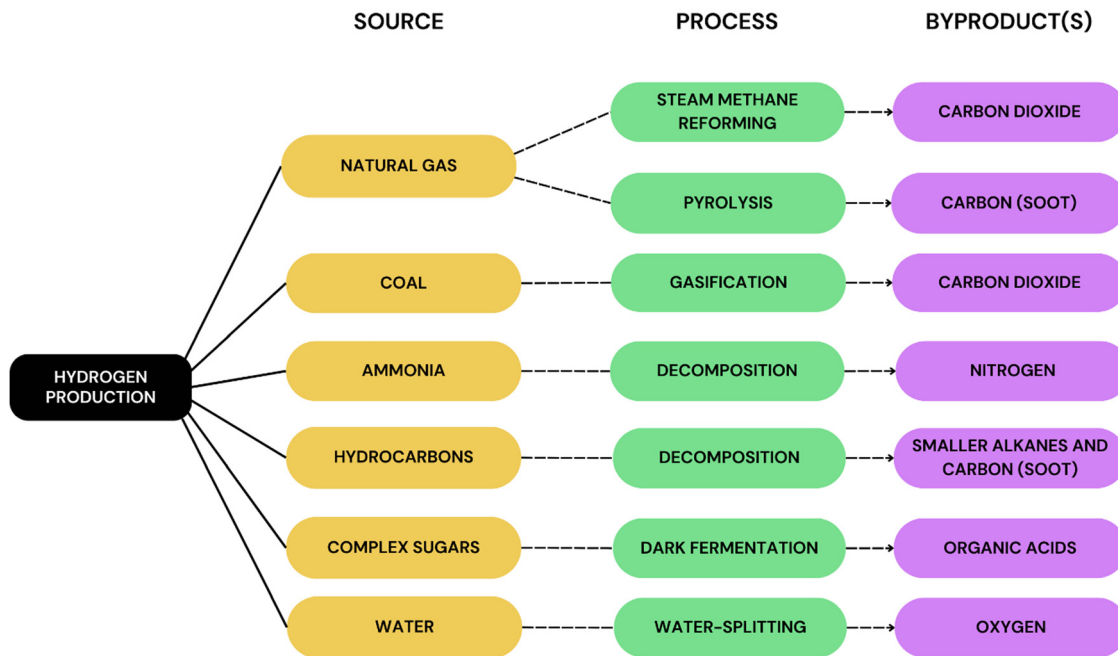 SOURCE
PROCESS
BYPRODUCT(S)
STEAM METHANE
REFORMING
CARBON DIOXIDE
NATURAL GAS
PYROLYSIS
CARBON (SOOT)
COAL
GASIFICATION
CARBON DIOXIDE
HYDROGEN
PRODUCTION
AMMONIA
DECOMPOSITION
NITROGEN
HYDROCARBONS
DECOMPOSITION
SMALLER ALKANES AND
CARBON (SOOT)
COMPLEX SUGARS
DARK FERMENTATION
ORGANIC ACIDS
WATER
WATER-SPLITTING
OXYGEN